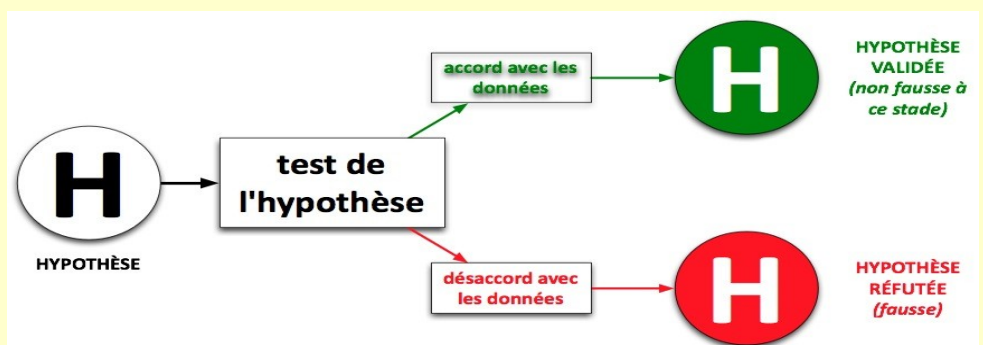 H
HYPOTHÈSE
test de
l'hypothèse
accord avec les
données
H
HYPOTHÈSE
VALIDÉE
(non fausse à
ce stade)
désaccord avec
les données
H
HYPOTHÈSE
RÉFUTÉE
(fausse)